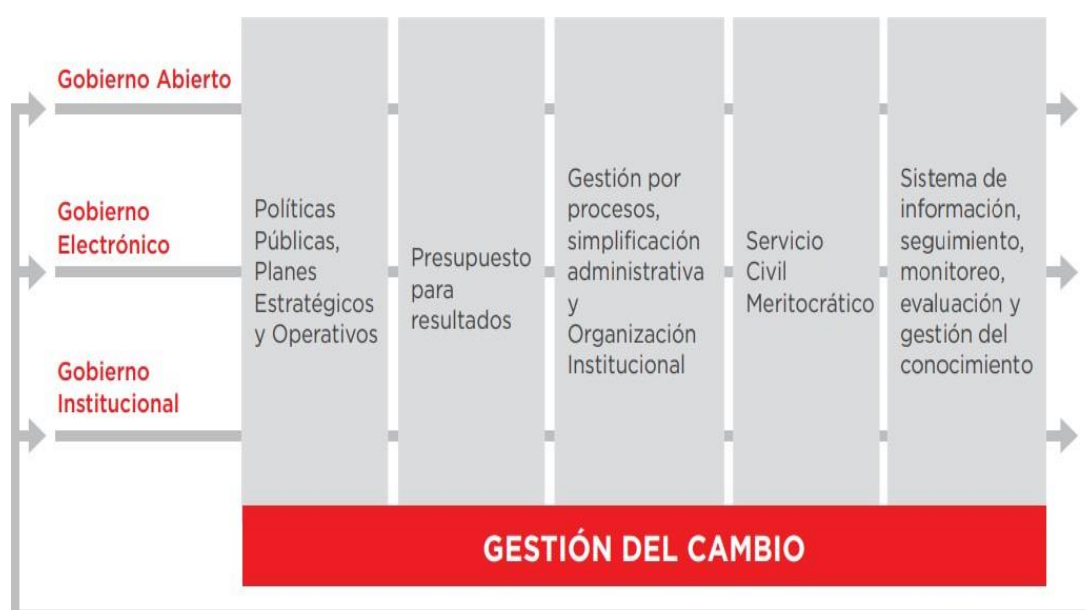 Gobierno Abierto
Gobierno
Electrónico
Gobierno
Institucional
Políticas
Públicas,
Planes
Estratégicos
y Operativos
Presupuesto
para
resultados
Gestión por
procesos,
simplificación
administrativa
y
Organización
Institucional
Servicio
Civil
Meritocrático
Sistema de
información,
seguimiento,
monitoreo,
evaluación y
gestión del
conocimiento
GESTIÓN DEL CAMBIO